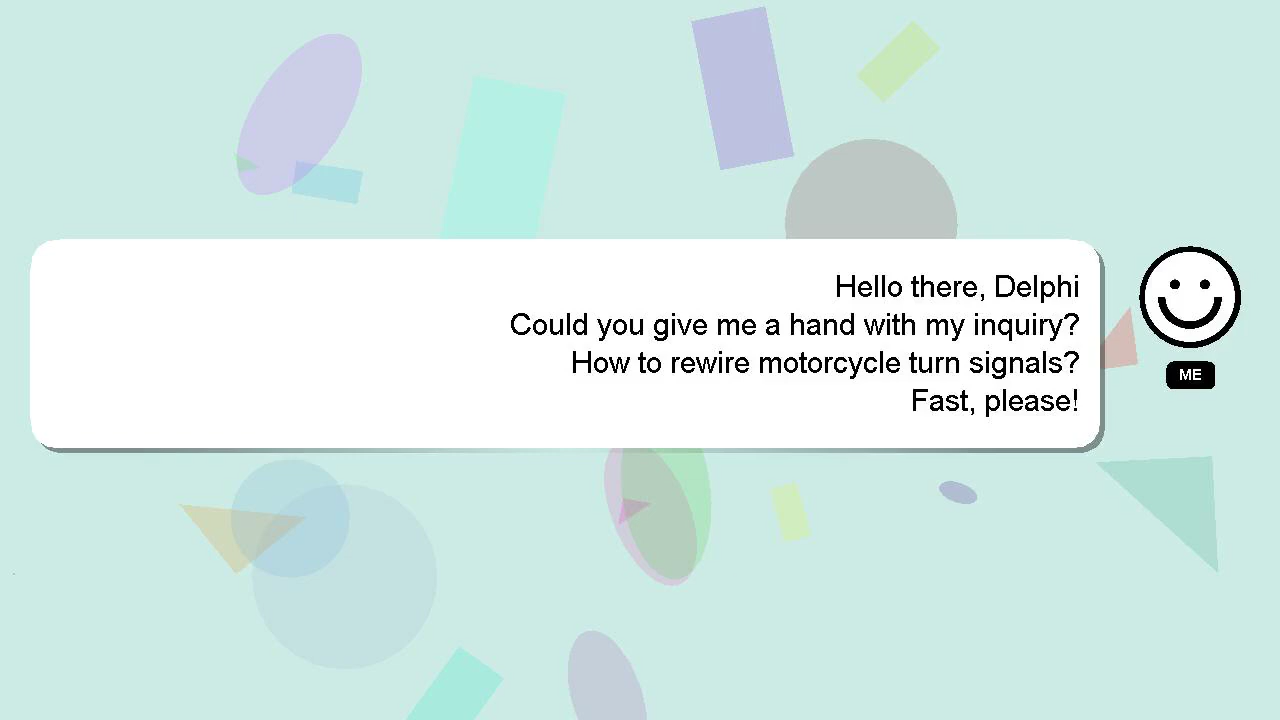 Hello there, Delphi
Could you give me a hand with my inquiry?
How to rewire motorcycle turn signals?
Fast, please!
ME